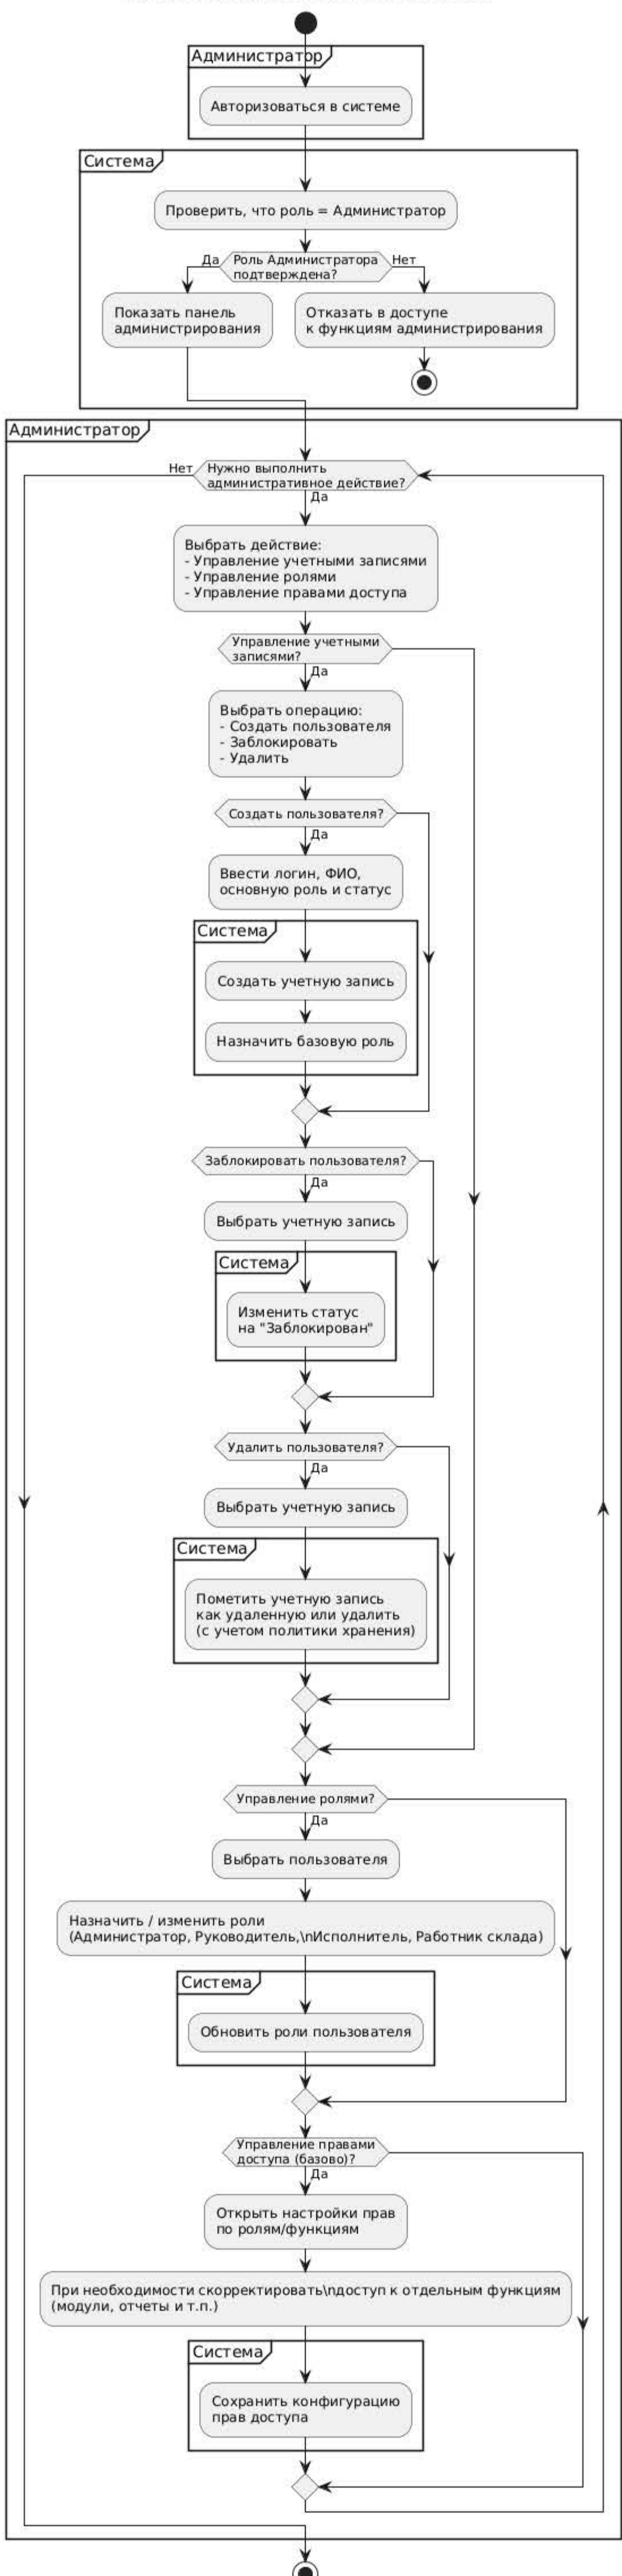 Администратор
Авторизоваться в системе
Система
Проверить, что роль = Администратор
Да
Роль Администратора
подтверждена?
Нет
Показать панель
администрирования
Отказать в доступе
к функциям администрирования
Администратор
Нет
Нужно выполнить
административное действие?
Да
Выбрать действие:
- Управление учетными записями
- Управление ролями
- Управление правами доступа
Управление учетными
записями?
Да
Выбрать операцию:
- Создать пользователя
- Заблокировать
- Удалить
Создать пользователя?
Да
Ввести логин, ФИО,
основную роль и статус
Система
Создать учетную запись
Назначить базовую роль
Заблокировать пользователя?
Да
Выбрать учетную запись
Система
Изменить статус
на "Заблокирован"
Удалить пользователя?
Да
Выбрать учетную запись
Система
Пометить учетную запись
как удаленную или удалить
(с учетом политики хранения)
Управление ролями?
Да
Выбрать пользователя
Назначить / изменить роли
(Администратор, Руководитель,\nИсполнитель, Работник склада)
Система
Обновить роли пользователя
Управление правами
доступа (базово)?
Да
Открыть настройки прав
по ролям/функциям
При необходимости скорректировать\nдоступ к отдельным функциям
(модули, отчеты и т.п.)
Система
Сохранить конфигурацию
прав доступа